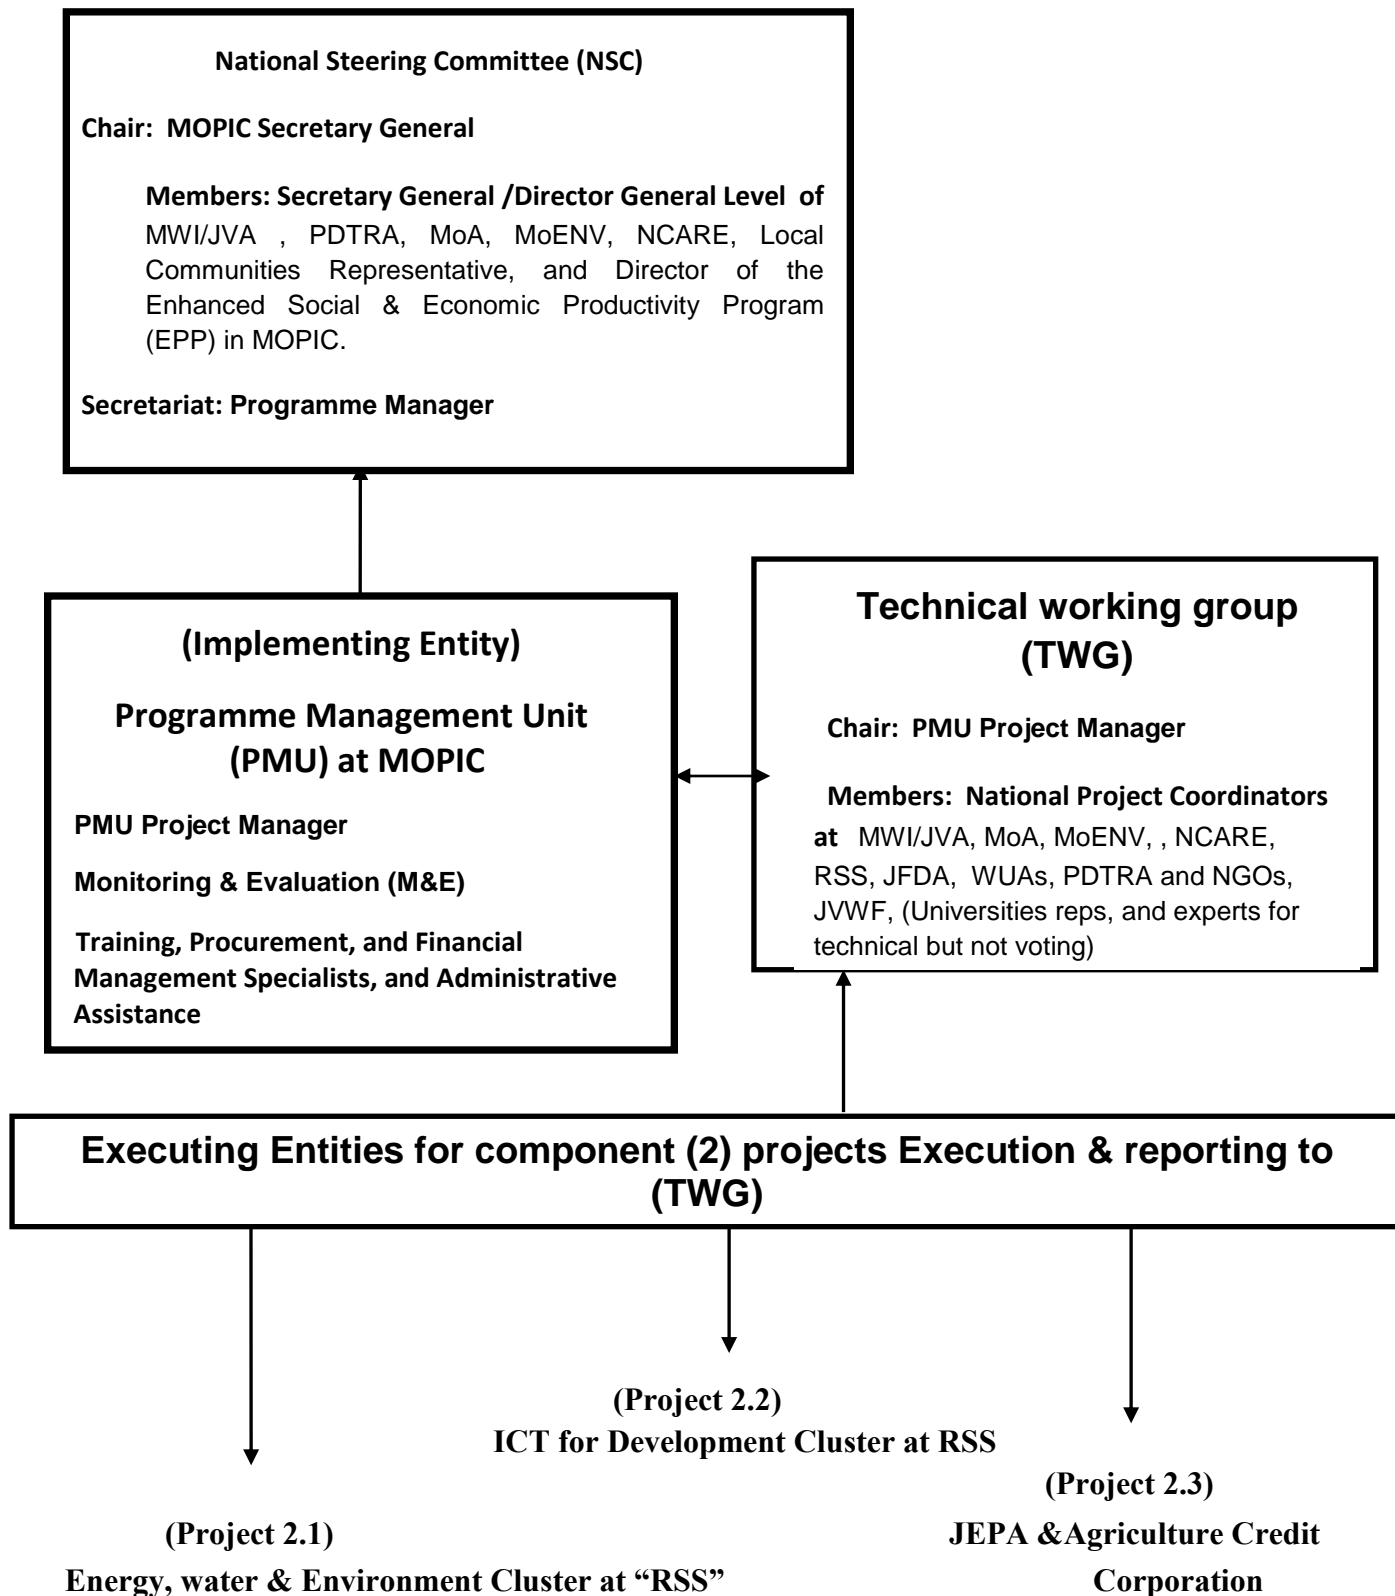 National Steering Committee (NSC)
Chair: MOPIC Secretary General
Members: Secretary General /Director General Level of
MWI/JVA , PDTRA, MoA, MoENV, NCARE, Local
Communities Representative, and Director of the
Enhanced Social & Economic Productivity Program
(EPP) in MOPIC.
Secretariat: Programme Manager
(Implementing Entity)
Programme Management Unit
(PMU) at MOPIC
PMU Project Manager
Monitoring & Evaluation (M&E)
Training, Procurement, and Financial
Management Specialists, and Administrative
Assistance
Technical working group
(TWG)
Chair: PMU Project Manager
Members: National Project Coordinators
at MWI/JVA, MoA, MoENV, , NCARE,
RSS, JFDA, WUAs, PDTRA and NGOs,
JVWF, (Universities reps, and experts for
technical but not voting)
Executing Entities for component (2) projects Execution & reporting to
(TWG)
(Project 2.1)
Energy, water & Environment Cluster at “RSS”
(Project 2.2)
ICT for Development Cluster at RSS
(Project 2.3)
JEPA &Agriculture Credit
Corporation